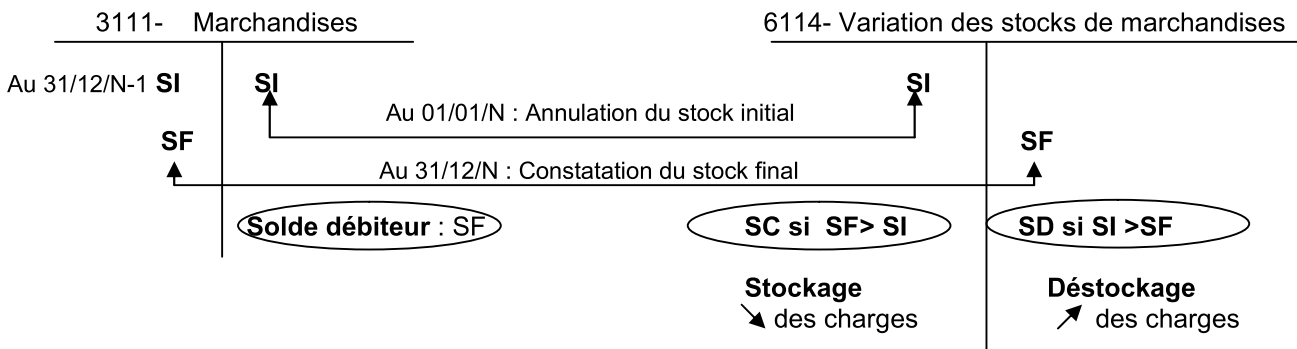 3111- Marchandises
6114- Variation des stocks de marchandises
Au 31/12/N-1 SI
SI
SI
Au 01/01/N : Annulation du stock initial
SF
SF
Au 31/12/N : Constatation du stock final
Solde débiteur : SF
SC si SF> SI
SD si SI >SF
Stockage
Déstockage
↘ des charges
↗ des charges